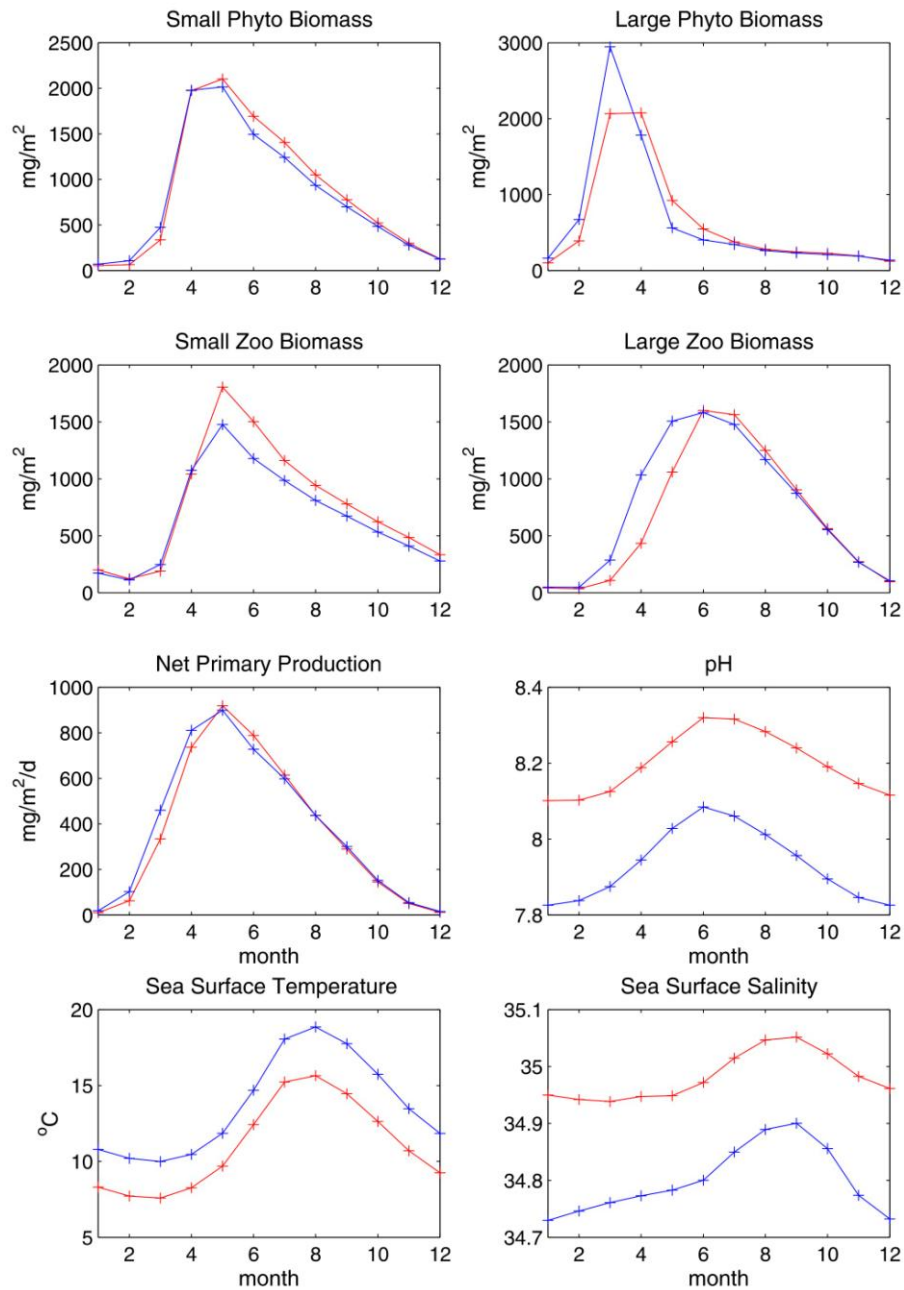 Small Phyto Biomass
2500
2000
1500
1000
500
0
mg/m²
2 4 6 8 10 12
Large Phyto Biomass
3000
2000
1000
0
mg/m²
2 4 6 8 10 12
Small Zoo Biomass
2000
1500
1000
500
0
mg/m²
2 4 6 8 10 12
Large Zoo Biomass
2000
1500
1000
500
0
mg/m²
2 4 6 8 10 12
Net Primary Production
1000
800
600
400
200
0
mg/m²/d
2 4 6 8 10 12
month
pH
8.4
8.2
8
7.8
2 4 6 8 10 12
month
Sea Surface Temperature
20
15
10
5
°C
2 4 6 8 10 12
month
Sea Surface Salinity
35.1
35
34.9
34.8
34.7
2 4 6 8 10 12
month